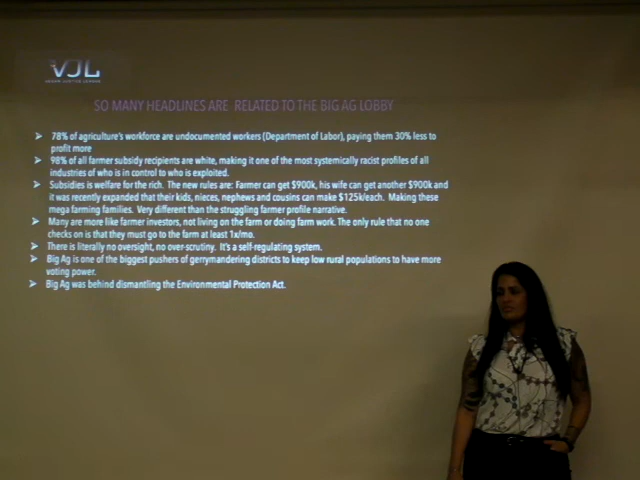 VJL
VEGAN JUSTICE LEAGUE
SO MANY HEADLINES ARE RELATED TO THE BIG AG LOBBY
➤ 78% of agriculture's workforce are undocumented workers (Department of Labor), paying them 30% less to
profit more
➤ 98% of all farmer subsidy recipients are white, making it one of the most systemically racist profiles of all
industries of who is in control to who is exploited.
➤ Subsidies is welfare for the rich. The new rules are: Farmer can get $900k, his wife can get another $900k and
it was recently expanded that their kids, nieces, nephews and cousins can make $125k/each. Making these
mega farming families. Very different than the struggling farmer profile narrative.
➤ Many are more like farmer investors, not living on the farm or doing farm work. The only rule that no one
checks on is that they must go to the farm at least 1x/mo.
➤ There is literally no oversight, no over-scrutiny. It's a self-regulating system.
➤ Big Ag is one of the biggest pushers of gerrymandering districts to keep low rural populations to have more
voting power.
➤ Big Ag was behind dismantling the Environmental Protection Act.